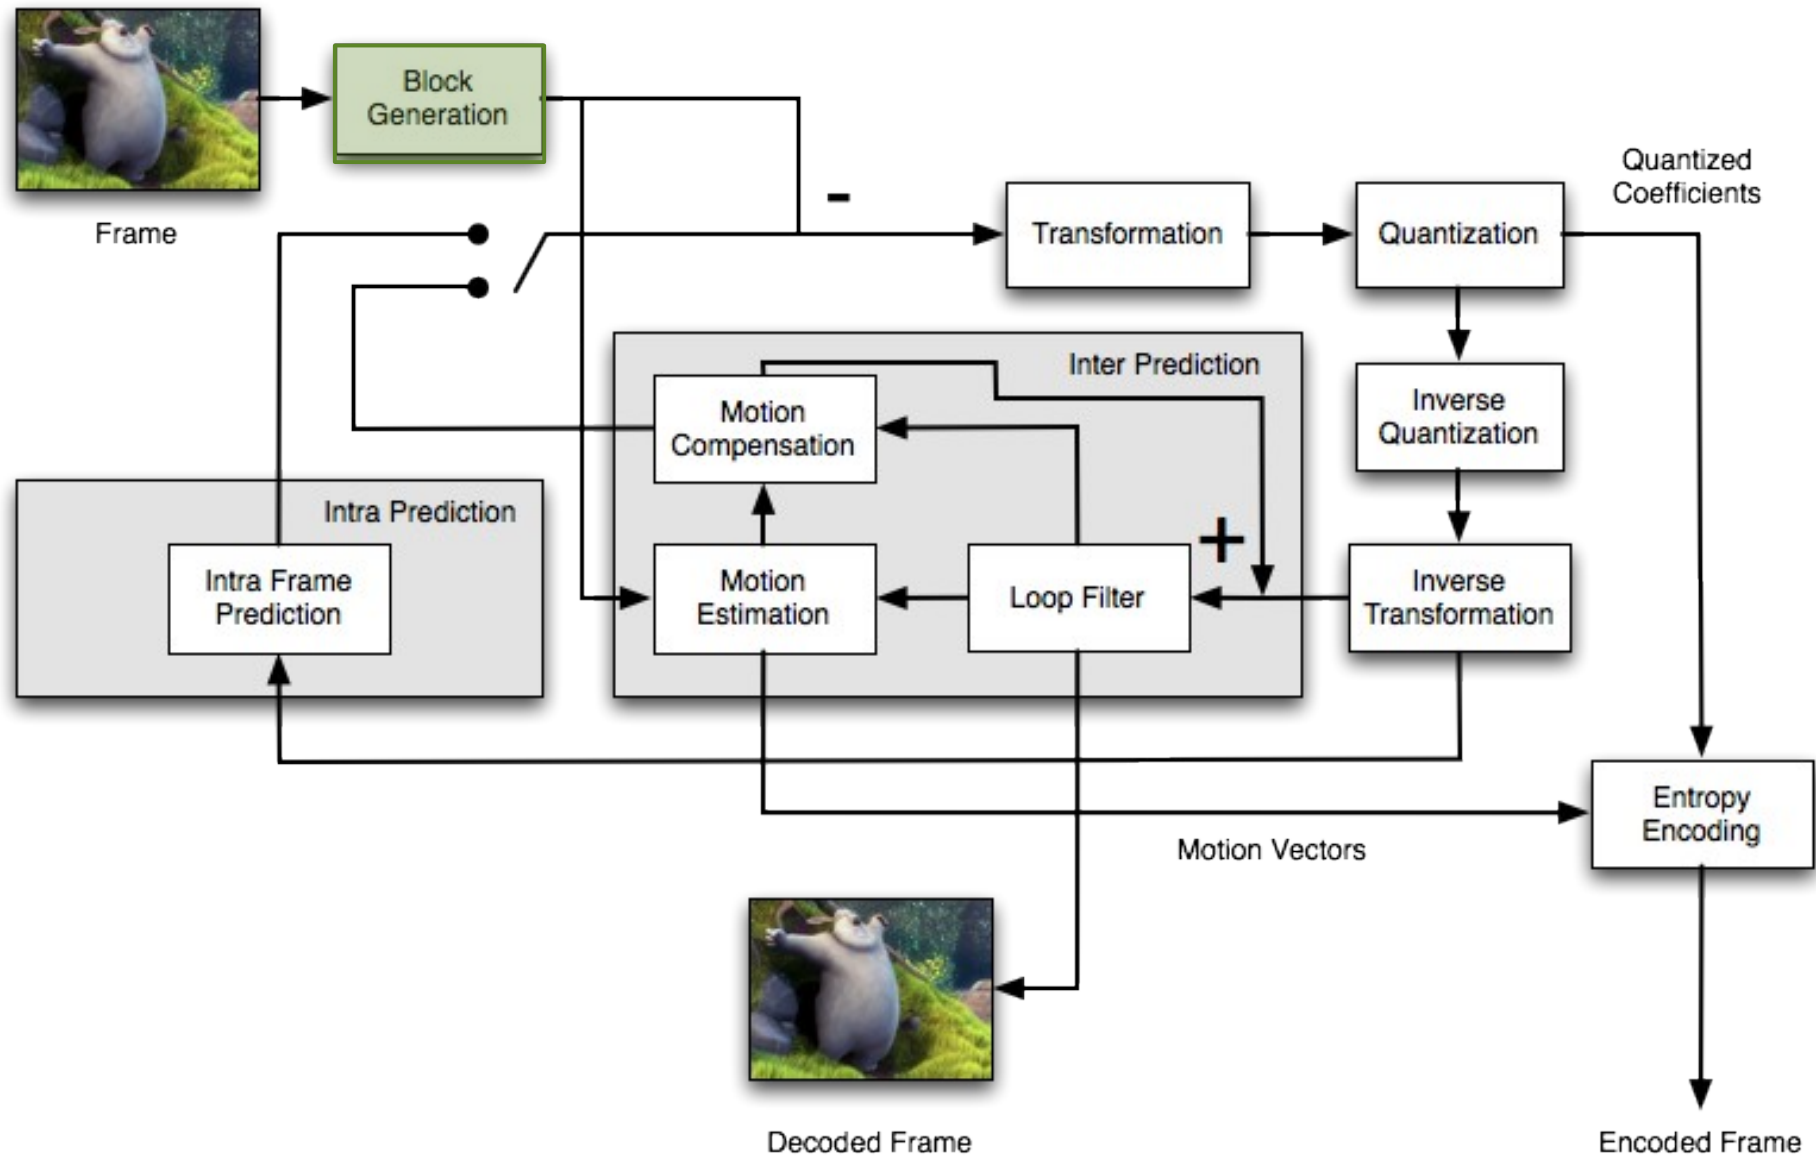 Block
Generation
Frame
-
Transformation
Quantization
Quantized
Coefficients
Inter Prediction
Motion
Compensation
Inverse
Quantization
Intra Prediction
Intra Frame
Prediction
Motion
Estimation
Loop Filter
+
Inverse
Transformation
Entropy
Encoding
Motion Vectors
Decoded Frame
Encoded Frame